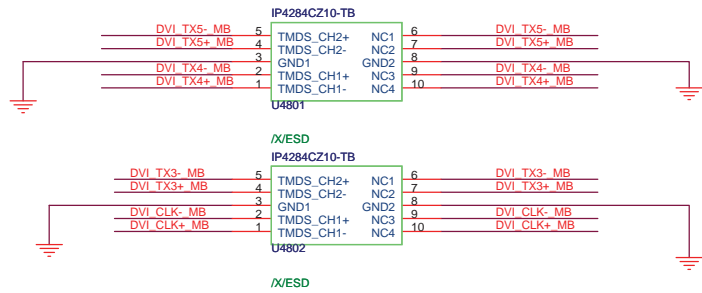 IP4284CZ10-TB
DVI_TX5-_MB 5 TMDS_CH2+ NC1 6 DVI_TX5-_MB
DVI_TX5+_MB 4 TMDS_CH2- NC2 7 DVI_TX5+_MB
3 GND1 GND2 8
DVI_TX4-_MB 2 TMDS_CH1+ NC3 9 DVI_TX4-_MB
DVI_TX4+_MB 1 TMDS_CH1- NC4 10 DVI_TX4+_MB
U4801
/X/ESD
IP4284CZ10-TB
DVI_TX3-_MB 5 TMDS_CH2+ NC1 6 DVI_TX3-_MB
DVI_TX3+_MB 4 TMDS_CH2- NC2 7 DVI_TX3+_MB
3 GND1 GND2 8
DVI_CLK-_MB 2 TMDS_CH1+ NC3 9 DVI_CLK-_MB
DVI_CLK+_MB 1 TMDS_CH1- NC4 10 DVI_CLK+_MB
U4802
/X/ESD